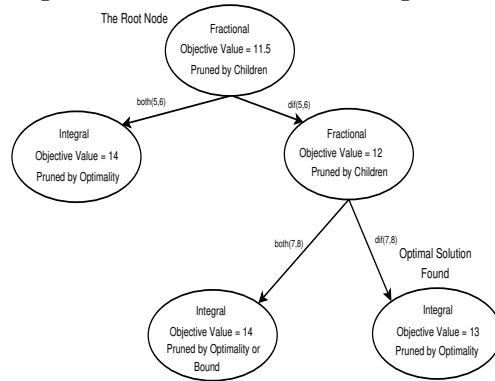 The Root Node
Fractional
Objective Value = 11.5
Pruned by Children
both(5,6)
dif(5,6)
Integral
Objective Value = 14
Pruned by Optimality
Fractional
Objective Value = 12
Pruned by Children
both(7,8)
dif(7,8)
Optimal Solution
Found
Integral
Objective Value = 14
Pruned by Optimality or
Bound
Integral
Objective Value = 13
Pruned by Optimality